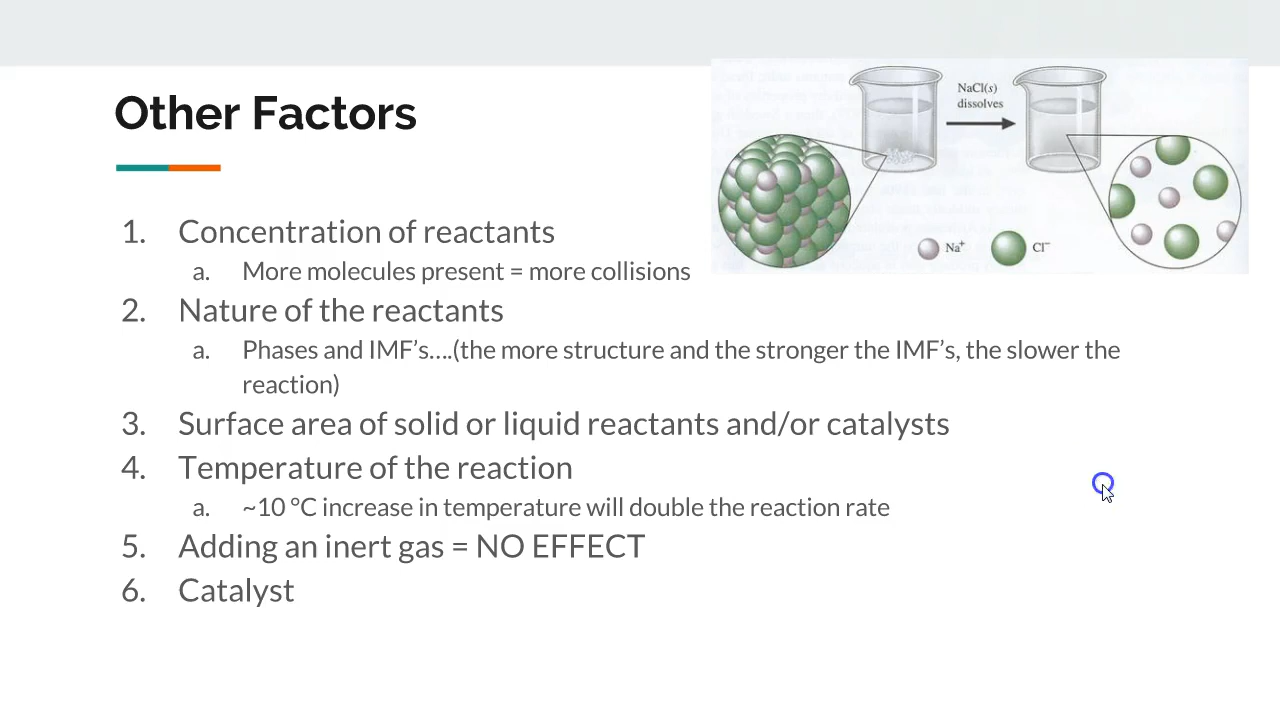 Other Factors
NaCl(s)
dissolves
Na+
Cl−
1. Concentration of reactants
a. More molecules present = more collisions
2. Nature of the reactants
a. Phases and IMF’s….(the more structure and the stronger the IMF’s, the slower the
reaction)
3. Surface area of solid or liquid reactants and/or catalysts
4. Temperature of the reaction
a. ~10 °C increase in temperature will double the reaction rate
5. Adding an inert gas = NO EFFECT
6. Catalyst